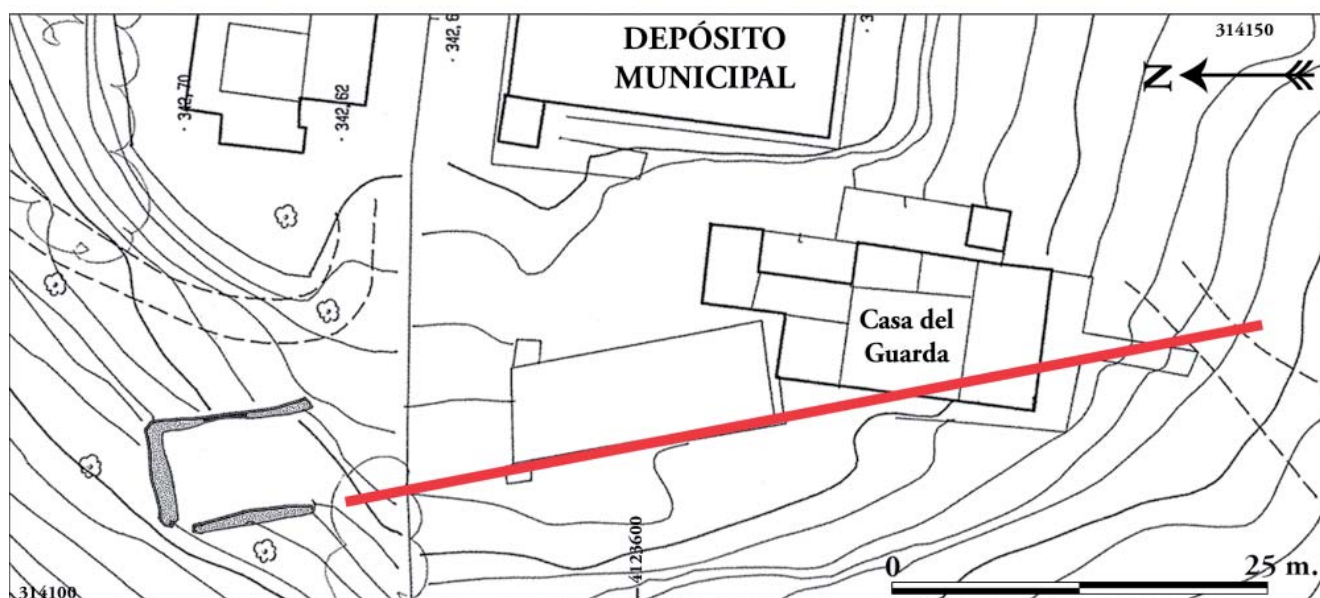 314150
DEPÓSITO
MUNICIPAL
N
. 342, 70
. 342, 62
Casa del
Guarda
4123600
314100
0
25 m.